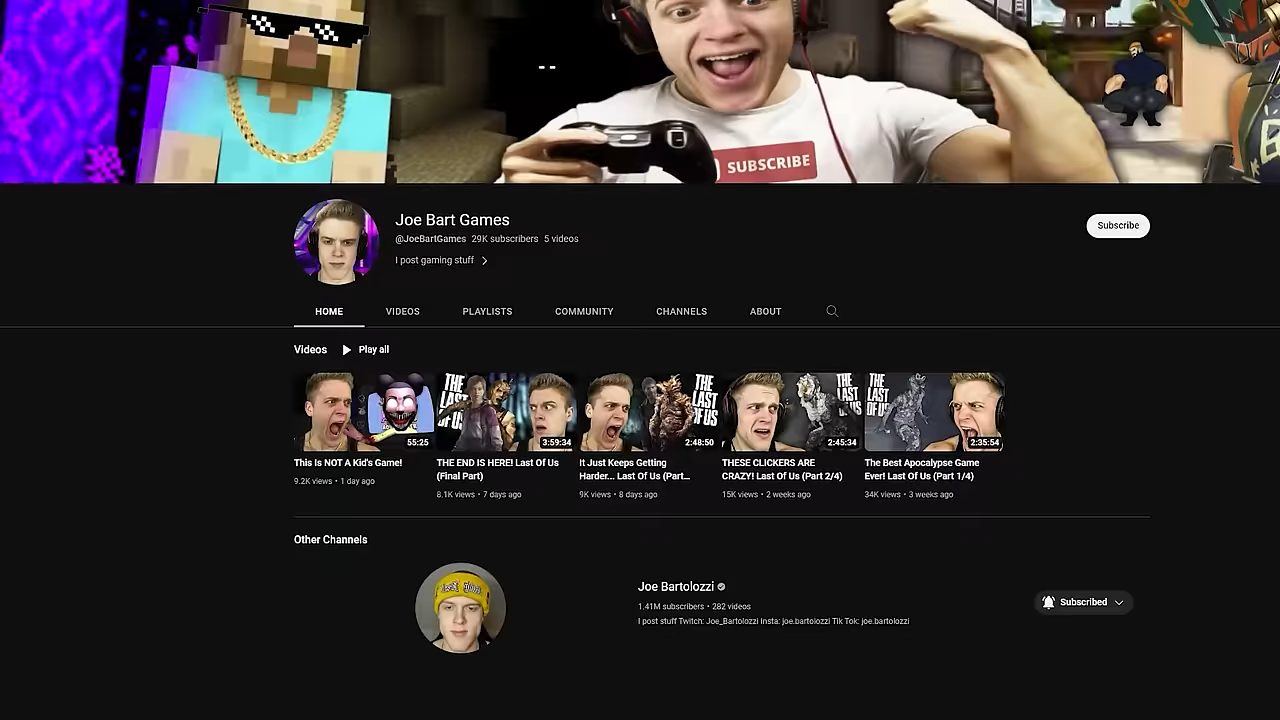 SUBSCRIBE
Joe Bart Games
@JoeBartGames 29K subscribers 5 videos
I post gaming stuff
Subscribe
HOME VIDEOS PLAYLISTS COMMUNITY CHANNELS ABOUT
Videos Play all
THE
LAST
OF US
THE
LAST
OF US
THE
LAST
OF US
THE
LAST
OF US
55:25 3:59:34 2:48:50 2:45:34 2:35:54
This Is NOT A Kid's Game!
9.2K views • 1 day ago
THE END IS HERE! Last Of Us
(Final Part)
8.1K views • 7 days ago
It Just Keeps Getting
Harder... Last Of Us (Part...
9K views • 8 days ago
THESE CLICKERS ARE
CRAZY! Last Of Us (Part 2/4)
15K views • 2 weeks ago
The Best Apocalypse Game
Ever! Last Of Us (Part 1/4)
34K views • 3 weeks ago
Other Channels
Joe Bartolozzi
1.41M subscribers • 282 videos
I post stuff Twitch: Joe_Bartolozzi Insta: joe.bartolozzi Tik Tok: joe.bartolozzi
Subscribed